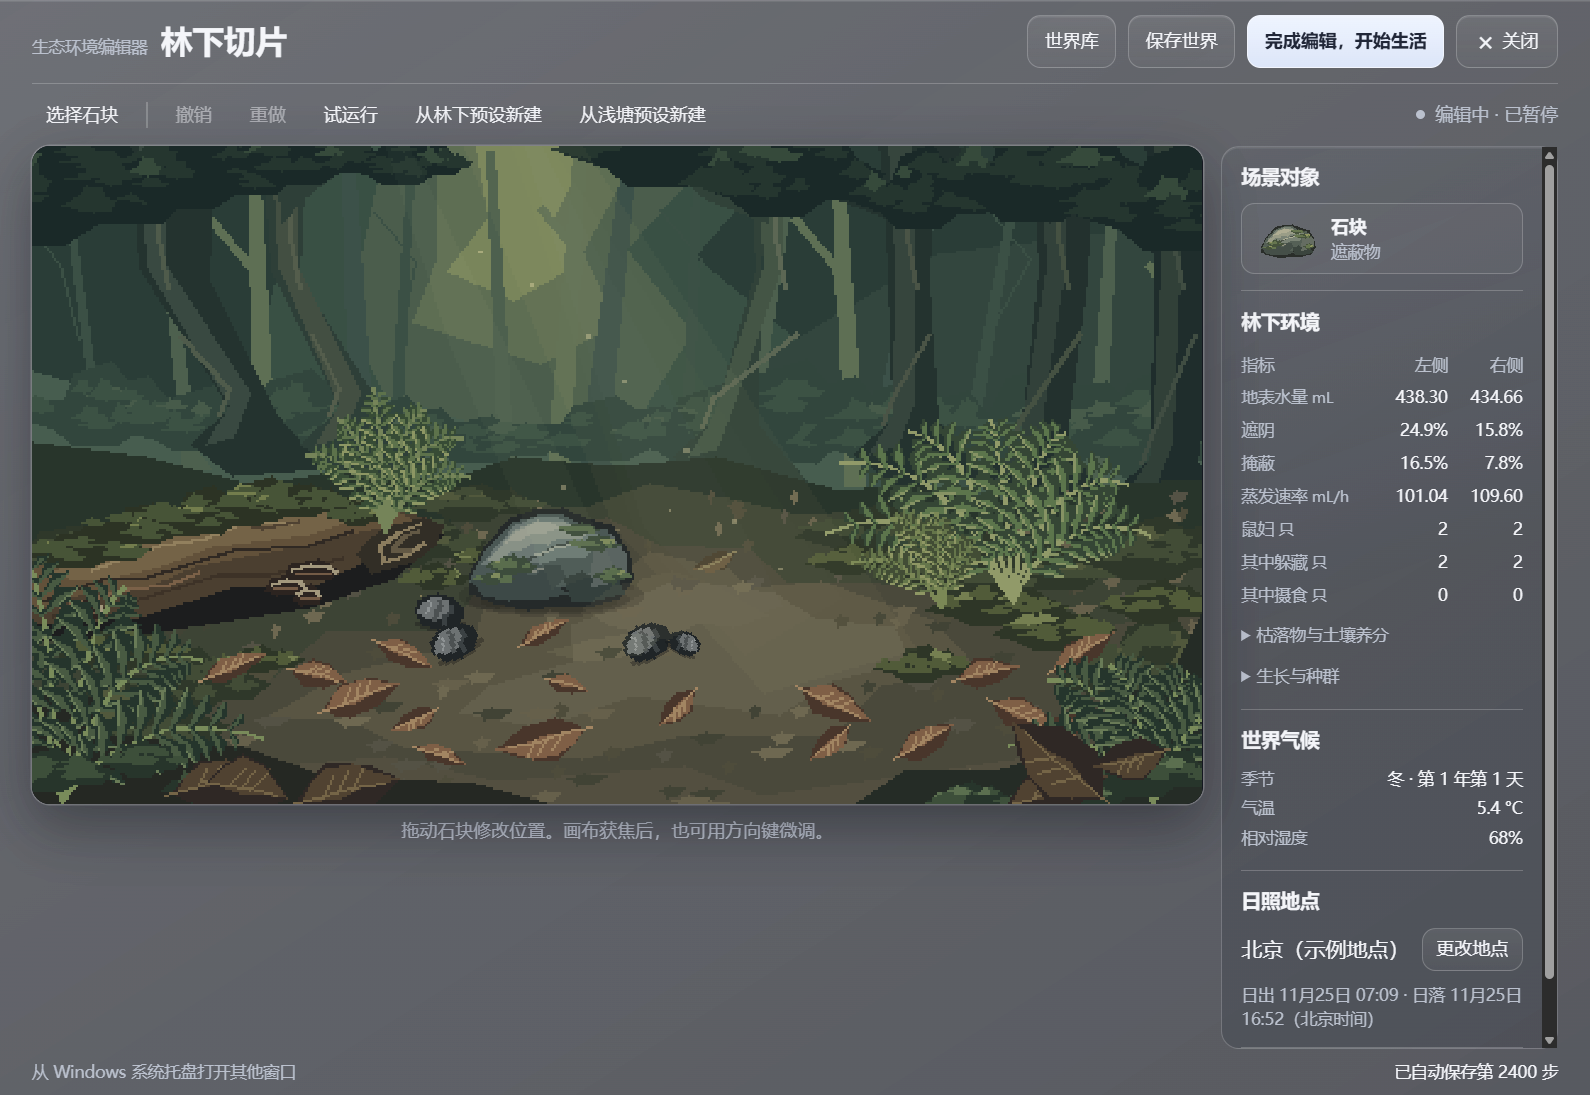 生态环境编辑器 林下切片
世界库 保存世界 完成编辑，开始生活 × 关闭
选择石块 撤销 重做 试运行 从林下预设新建 从浅塘预设新建
编辑中 · 已暂停
场景对象
石块
遮蔽物
林下环境
指标 左侧 右侧
地表水量 mL 438.30 434.66
遮阴 24.9% 15.8%
掩蔽 16.5% 7.8%
蒸发速率 mL/h 101.04 109.60
鼠妇 只 2 2
其中躲藏 只 2 2
其中摄食 只 0 0
枯落物与土壤养分
生长与种群
世界气候
季节 冬 · 第 1 年第 1 天
气温 5.4 °C
相对湿度 68%
日照地点
北京（示例地点） 更改地点
日出 11月25日 07:09 · 日落 11月25日
16:52（北京时间）
拖动石块修改位置。画布获焦后，也可用方向键微调。
从 Windows 系统托盘打开其他窗口
已自动保存第 2400 步